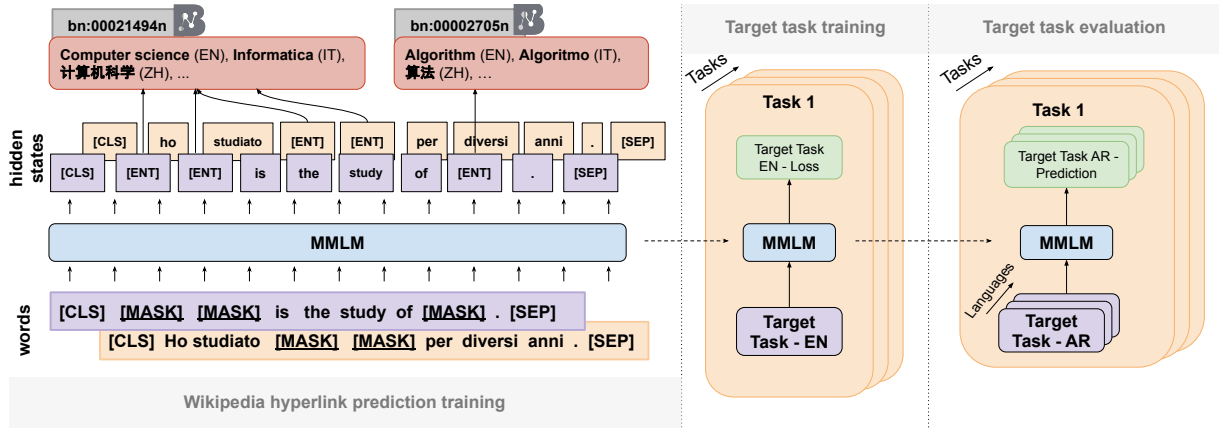 bn:00021494n
Computer science (EN), Informatica (IT),
计算机科学 (ZH), ...
bn:00002705n
Algorithm (EN), Algoritmo (IT),
算法 (ZH), ...
hidden states
[CLS] ho studiato [ENT] [ENT] per diversi anni . [SEP]
[CLS] [ENT] [ENT] is the study of [ENT] . [SEP]
MMLM
words
[CLS] [MASK] [MASK] is the study of [MASK] . [SEP]
[CLS] Ho studiato [MASK] [MASK] per diversi anni . [SEP]
Wikipedia hyperlink prediction training
Target task training
Tasks
Task 1
Target Task
EN - Loss
MMLM
Target
Task - EN
Target task evaluation
Tasks
Task 1
Target Task AR -
Prediction
MMLM
Languages
Target
Task - AR